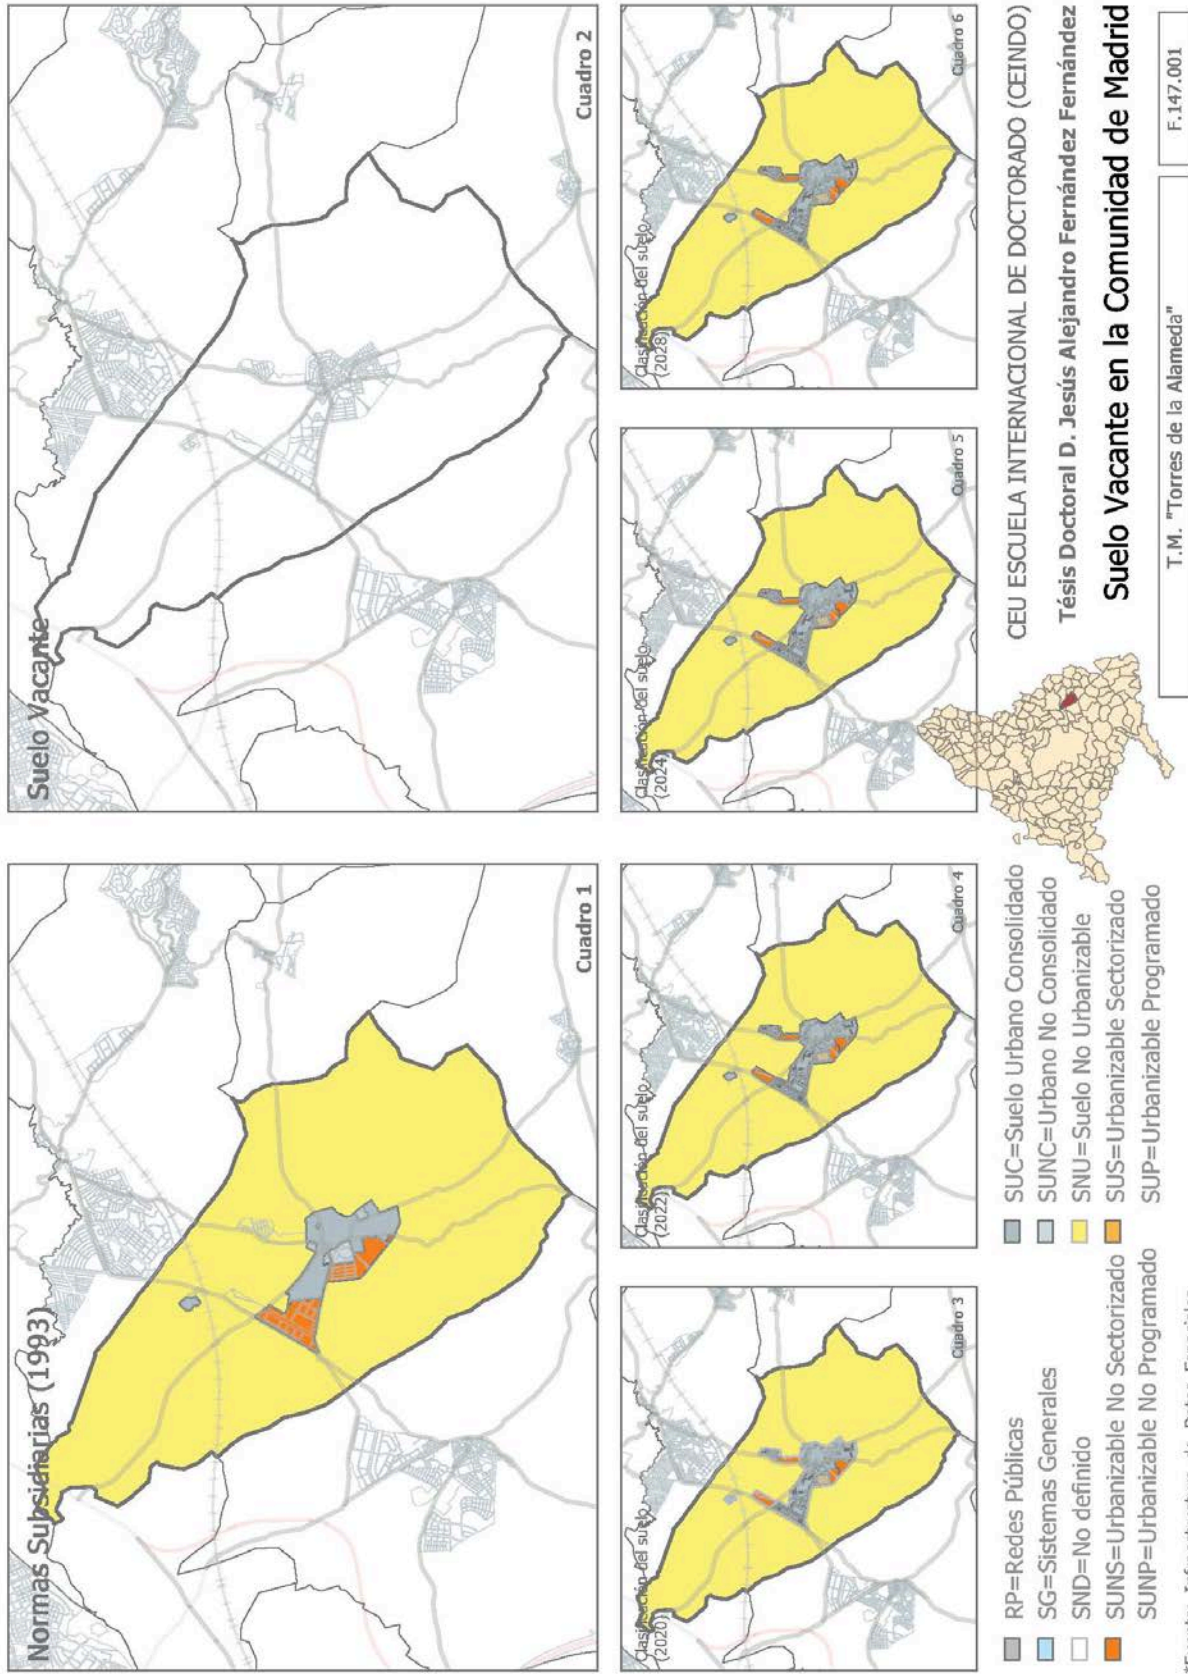 Normas Subsidiarias (1993)
Cuadro 1
Suelo Vacante
Cuadro 2
Clasificación del suelo
(2020)
Cuadro 3
Clasificación del suelo
(2022)
Cuadro 4
Clasificación del suelo
(2024)
Cuadro 5
Clasificación del suelo
(2028)
Cuadro 6
RP=Redes Públicas
SG=Sistemas Generales
SND=No definido
SUNS=Urbanizable No Sectorizado
SUNP=Urbanizable No Programado
SUC=Suelo Urbano Consolidado
SUNC=Urbano No Consolidado
SNU=Suelo No Urbanizable
SUS=Urbanizable Sectorizado
SUP=Urbanizable Programado
CEU ESCUELA INTERNACIONAL DE DOCTORADO (CEINDO)
Tésis Doctoral D. Jesús Alejandro Fernández Fernández
Suelo Vacante en la Comunidad de Madrid
T.M. "Torres de la Alameda"
F.147.001